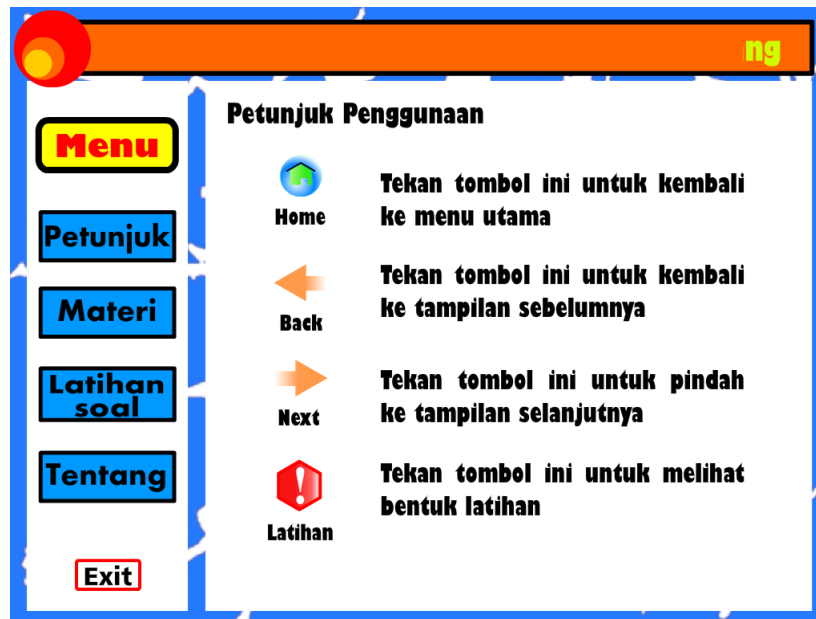 ng
Menu
Petunjuk
Materi
Latihan
soal
Tentang
Exit
Petunjuk Penggunaan
Home
Tekan tombol ini untuk kembali
ke menu utama
Back
Tekan tombol ini untuk kembali
ke tampilan sebelumnya
Next
Tekan tombol ini untuk pindah
ke tampilan selanjutnya
Latihan
Tekan tombol ini untuk melihat
bentuk latihan